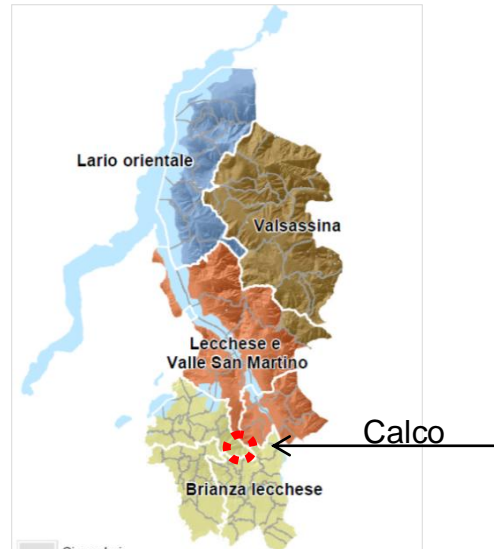 Lario orientale
Valsassina
Lecchese e
Valle San Martino
Calco
Brianza lecchese